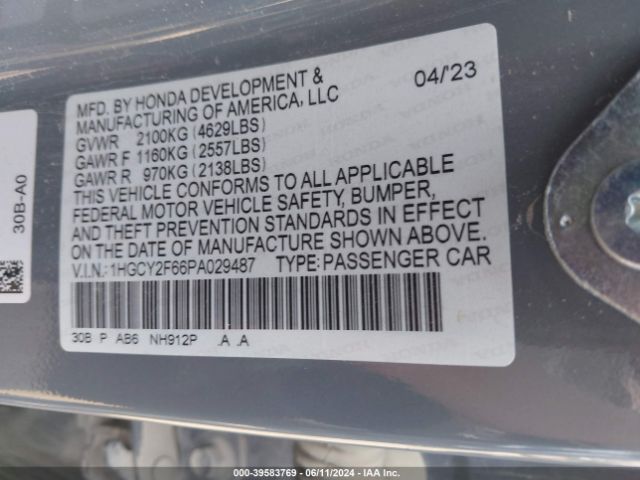 MFD. BY HONDA DEVELOPMENT & 04/'23
MANUFACTURING OF AMERICA, LLC
GVWR 2100KG (4629LBS)
GAWR F 1160KG (2557LBS)
GAWR R 970KG (2138LBS)
THIS VEHICLE CONFORMS TO ALL APPLICABLE
FEDERAL MOTOR VEHICLE SAFETY, BUMPER,
AND THEFT PREVENTION STANDARDS IN EFFECT
ON THE DATE OF MANUFACTURE SHOWN ABOVE.
V.I.N.:1HGCY2F66PA029487 TYPE:PASSENGER CAR
30B P AB6 NH912P .A .A
30B-A0
000-39583769 - 06/11/2024 - IAA Inc.